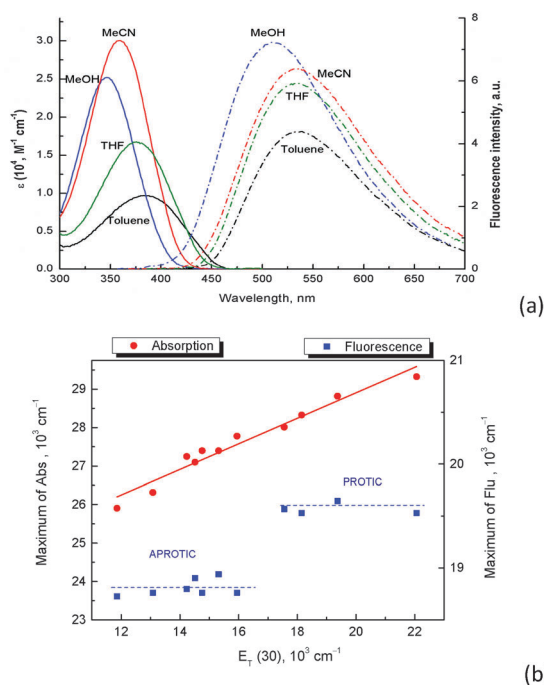 MeCN
MeOH
MeOH
MeCN
THF
THF
Toluene
Toluene
ε (10⁴, M⁻¹ cm⁻¹)
3.0
2.5
2.0
1.5
1.0
0.5
0.0
8
6
4
2
0
Fluorescence intensity, a.u.
300 350 400 450 500 550 600 650 700
Wavelength, nm
(a)
Absorption
Fluorescence
Maximum of Abs , 10³ cm⁻¹
29
28
27
26
25
24
23
21
20
19
Maximum of Flu , 10³ cm⁻¹
PROTIC
APROTIC
12 14 16 18 20 22
E_T (30), 10³ cm⁻¹
(b